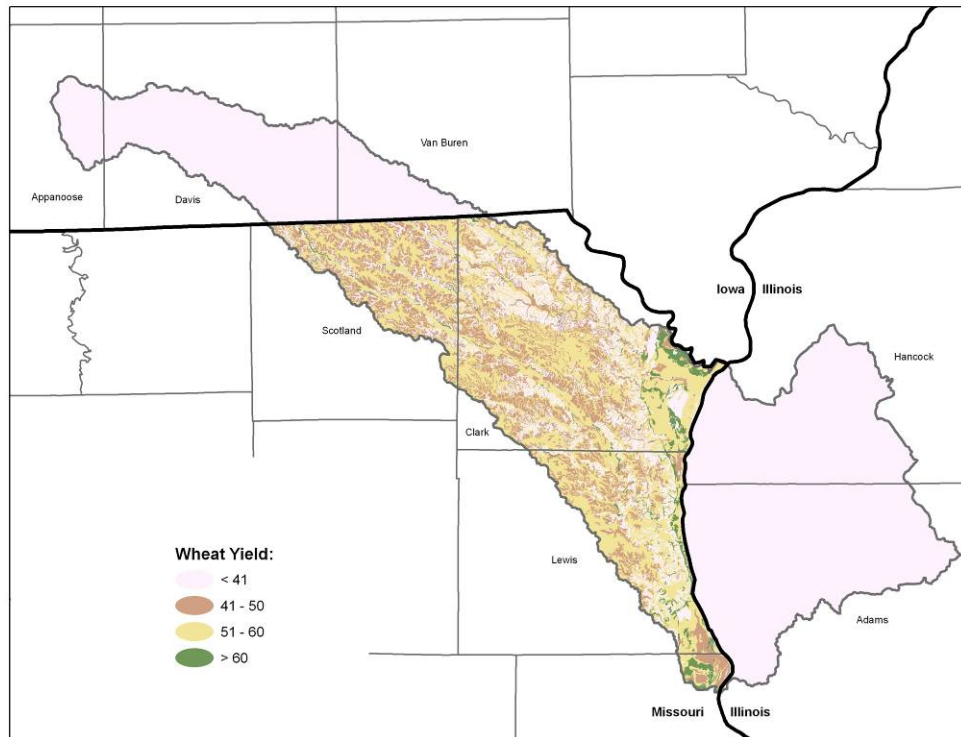 Van Buren
Appanoose
Davis
Iowa
Illinois
Scotland
Hancock
Clark
Wheat Yield:
< 41
41 - 50
51 - 60
> 60
Lewis
Adams
Missouri
Illinois